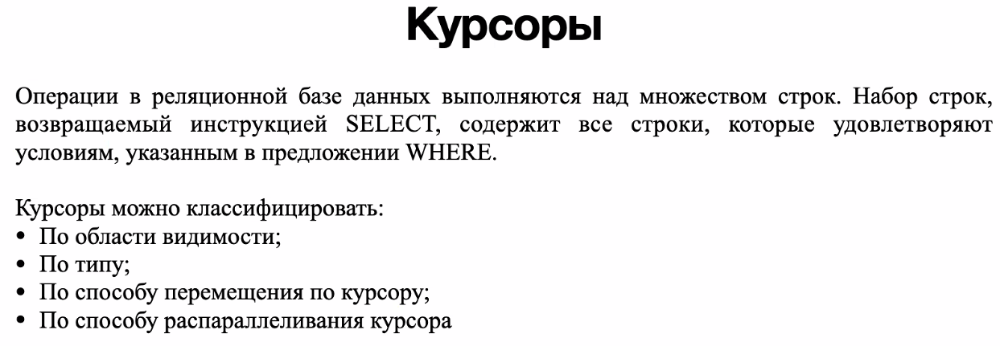 Курсоры
Операции в реляционной базе данных выполняются над множеством строк. Набор строк,
возвращаемый инструкцией SELECT, содержит все строки, которые удовлетворяют
условиям, указанным в предложении WHERE.
Курсоры можно классифицировать:
• По области видимости;
• По типу;
• По способу перемещения по курсору;
• По способу распараллеливания курсора